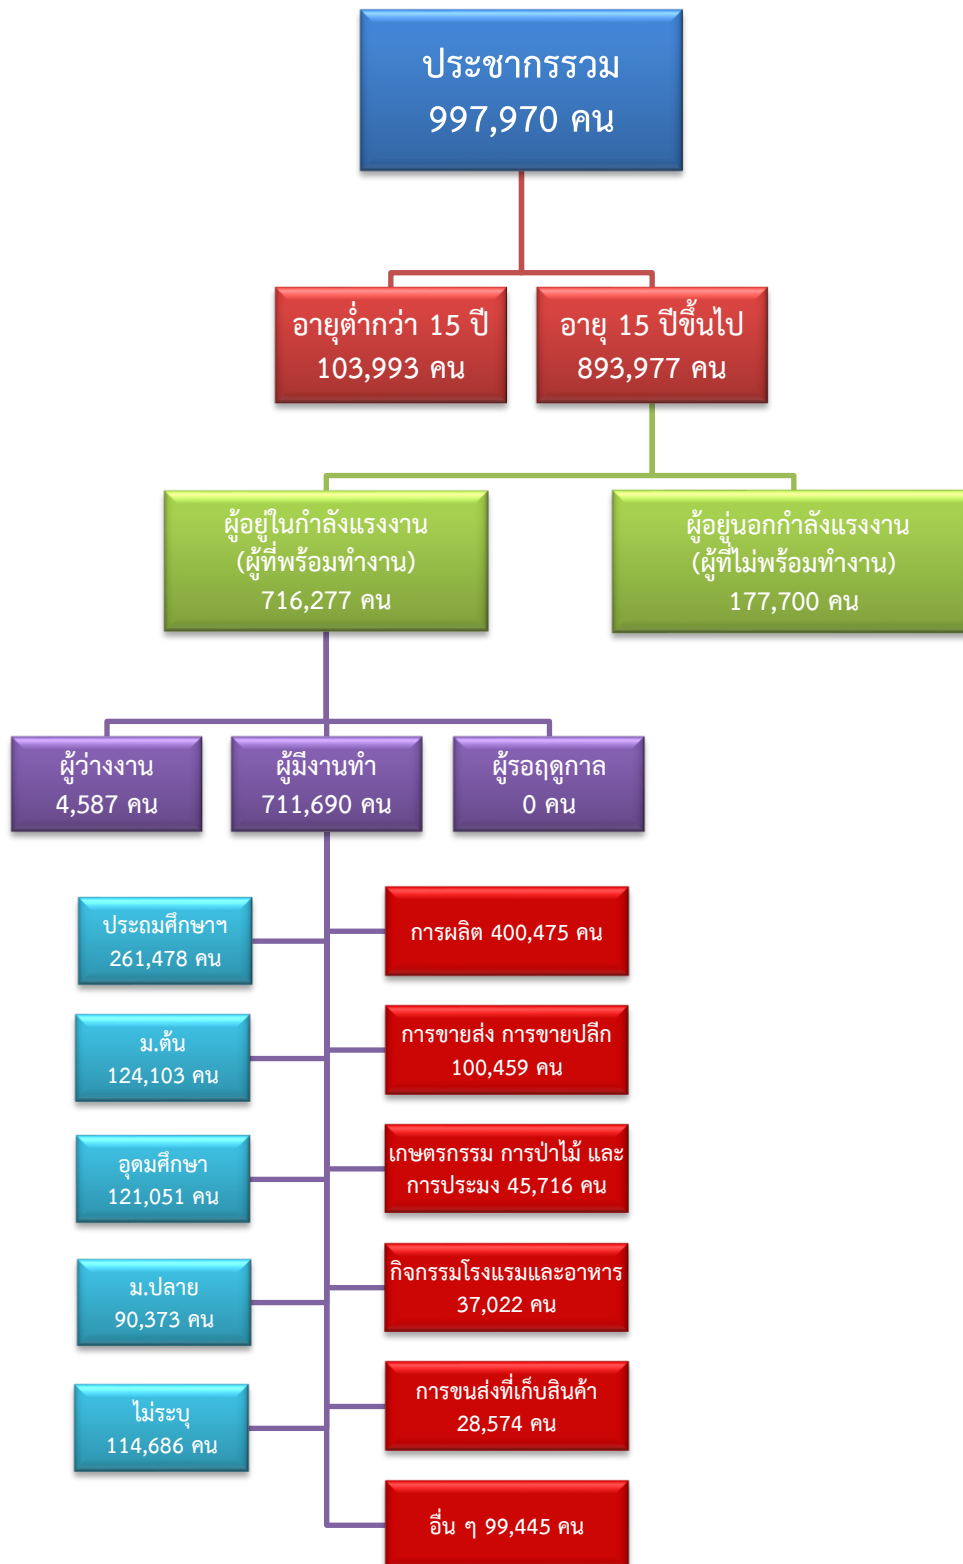 ประชากรรวม
997,970 คน
อายุต่ำกว่า 15 ปี
103,993 คน
อายุ 15 ปีขึ้นไป
893,977 คน
ผู้อยู่ในกำลังแรงงาน
(ผู้ที่พร้อมทำงาน)
716,277 คน
ผู้อยู่นอกกำลังแรงงาน
(ผู้ที่ไม่พร้อมทำงาน)
177,700 คน
ผู้ว่างงาน
4,587 คน
ผู้มีงานทำ
711,690 คน
ผู้รอฤดูกาล
0 คน
ประถมศึกษาฯ
261,478 คน
ม.ต้น
124,103 คน
อุดมศึกษา
121,051 คน
ม.ปลาย
90,373 คน
ไม่ระบุ
114,686 คน
การผลิต 400,475 คน
การขายส่ง การขายปลีก
100,459 คน
เกษตรกรรม การป่าไม้ และ
การประมง 45,716 คน
กิจกรรมโรงแรมและอาหาร
37,022 คน
การขนส่งที่เก็บสินค้า
28,574 คน
อื่น ๆ 99,445 คน